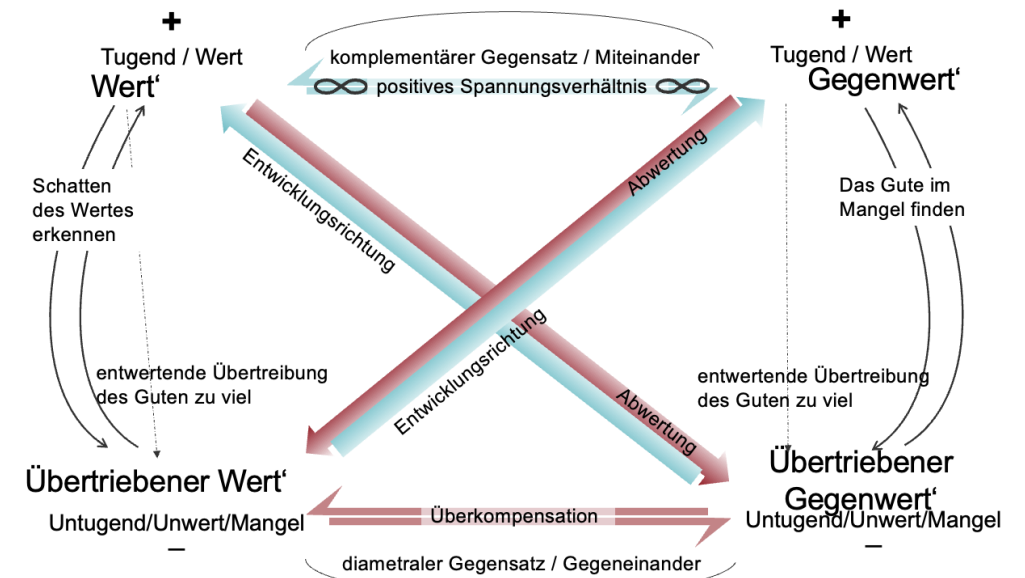 +
+
Tugend / Wert
Wert‘
komplementärer Gegensatz / Miteinander
positives Spannungsverhältnis
Tugend / Wert
Gegenwert‘
Schatten
des Wertes
erkennen
Entwicklungsrichtung
Abwertung
Das Gute im
Mangel finden
entwertende Übertreibung
des Guten zu viel
Entwicklungsrichtung
Abwertung
entwertende Übertreibung
des Guten zu viel
Übertriebener Wert‘
Untugend/Unwert/Mangel
–
Überkompensation
diametraler Gegensatz / Gegeneinander
Übertriebener
Gegenwert‘
Untugend/Unwert/Mangel
–